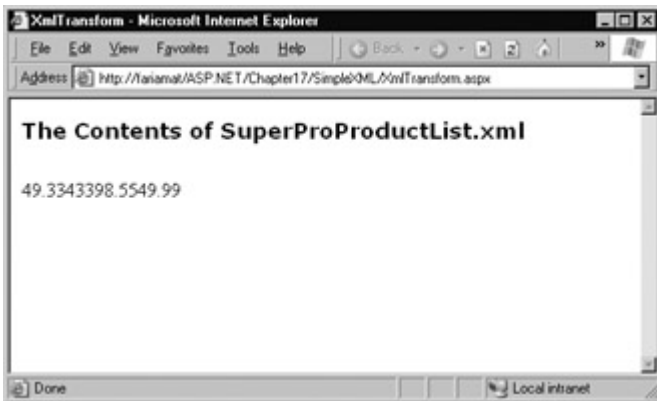 XmlTransform - Microsoft Internet Explorer
File Edit View Favorites Tools Help Back »
Address http://fariamat/ASP.NET/Chapter17/SimpleXML/XmlTransform.aspx
The Contents of SuperProProductList.xml
49.3343398.5549.99
Done Local intranet